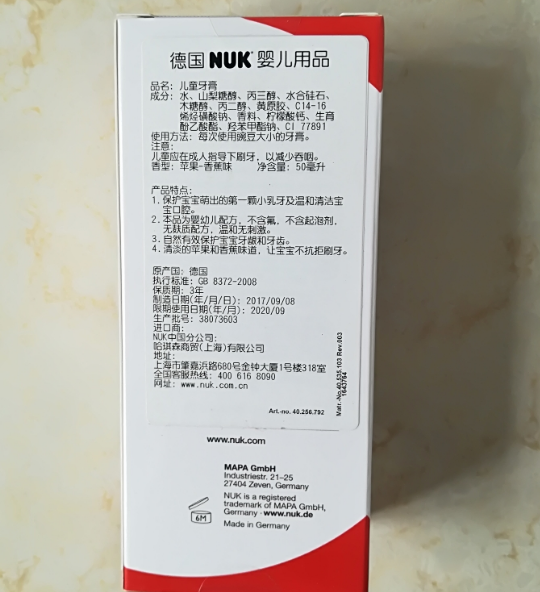 德国 NUK 婴儿用品
品名：儿童牙膏
成分：水、山梨糖醇、丙三醇、水合硅石、
木糖醇、丙二醇、黄原胶、C14-16
烯烃磺酸钠、香料、柠檬酸钙、生育
酚乙酸酯、羟苯甲酯钠、CI 77891
使用方法：每次使用豌豆大小的牙膏。
注意：
儿童应在成人指导下刷牙，以减少吞咽。
香型：苹果-香蕉味 净含量：50毫升
产品特点：
1.保护宝宝萌出的第一颗小乳牙及温和清洁宝
宝口腔。
2.本品为婴幼儿配方，不含氟，不含起泡剂，
无麸质配方，温和无刺激。
3.自然有效保护宝宝牙龈和牙齿。
4.清淡的苹果和香蕉味道，让宝宝不抗拒刷牙。
原产国：德国
执行标准：GB 8372-2008
保质期：3年
制造日期(年/月/日)：2017/09/08
限期使用日期(年/月)：2020/09
生产批号：38073603
进口商：
NUK中国分公司：
哈琪森商贸(上海)有限公司
地址：
上海市肇嘉浜路680号金钟大厦1号楼318室
全国客服热线：400 616 8090
网址：www.nuk.com.cn
Art.-no. 40.256.792
Matr.-No.40.535.103 Rev.003
1643764
www.nuk.com
MAPA GmbH
Industriestr. 21-25
27404 Zeven, Germany
NUK is a registered
trademark of MAPA GmbH,
Germany · www.nuk.de
6M
Made in Germany